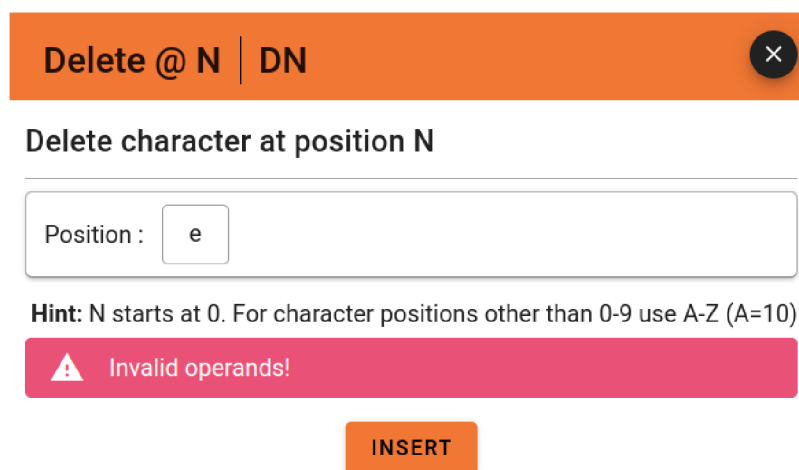 Delete @ N | DN
Delete character at position N
Position : e
Hint: N starts at 0. For character positions other than 0-9 use A-Z (A=10)
Invalid operands!
INSERT